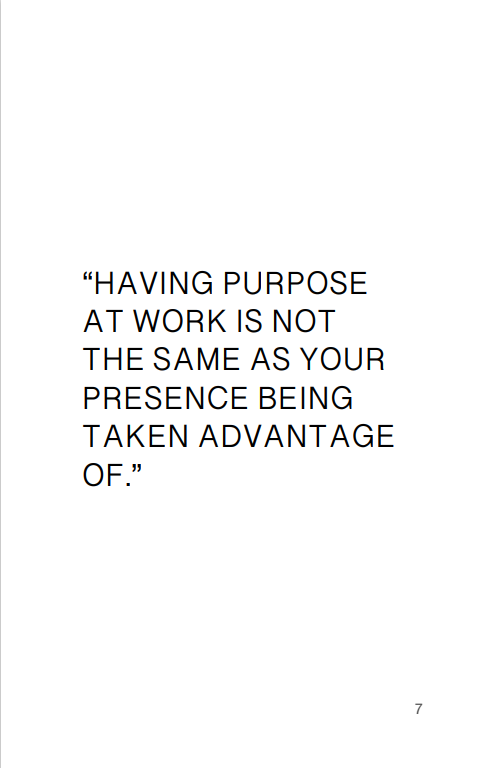 “HAVING PURPOSE
AT WORK IS NOT
THE SAME AS YOUR
PRESENCE BEING
TAKEN ADVANTAGE
OF.”
7